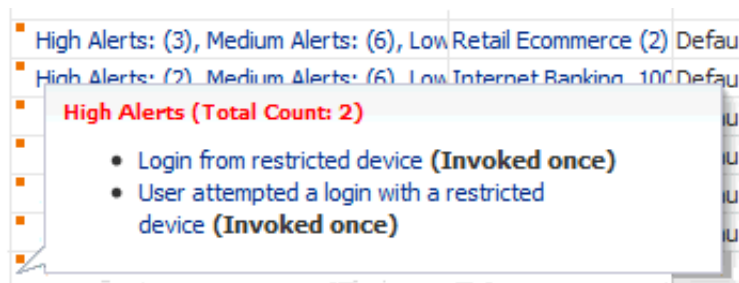 High Alerts: (3), Medium Alerts: (6), Low Retail Ecommerce (2) Defau
High Alerts: (2), Medium Alerts: (6), Low Internet Banking, 100 Defau
High Alerts (Total Count: 2)
• Login from restricted device (Invoked once)
• User attempted a login with a restricted
device (Invoked once)